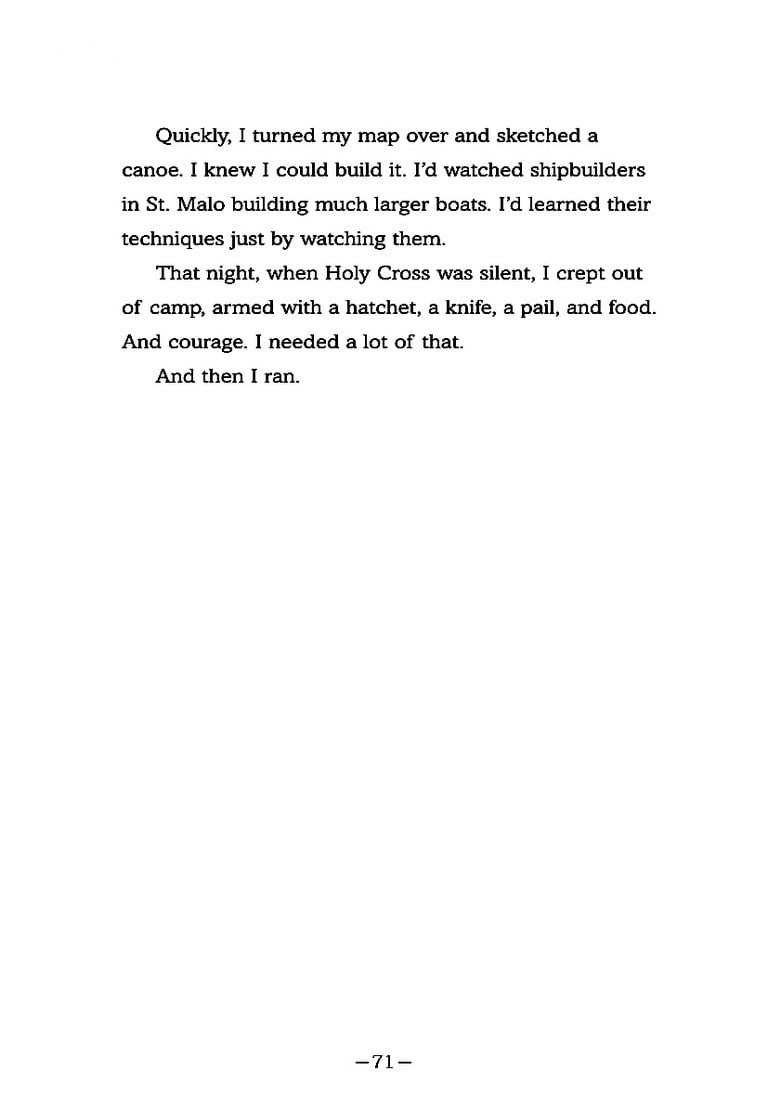 Quickly, I turned my map over and sketched a
canoe. I knew I could build it. I’d watched shipbuilders
in St. Malo building much larger boats. I’d learned their
techniques just by watching them.
That night, when Holy Cross was silent, I crept out
of camp, armed with a hatchet, a knife, a pail, and food.
And courage. I needed a lot of that.
And then I ran.
—71—